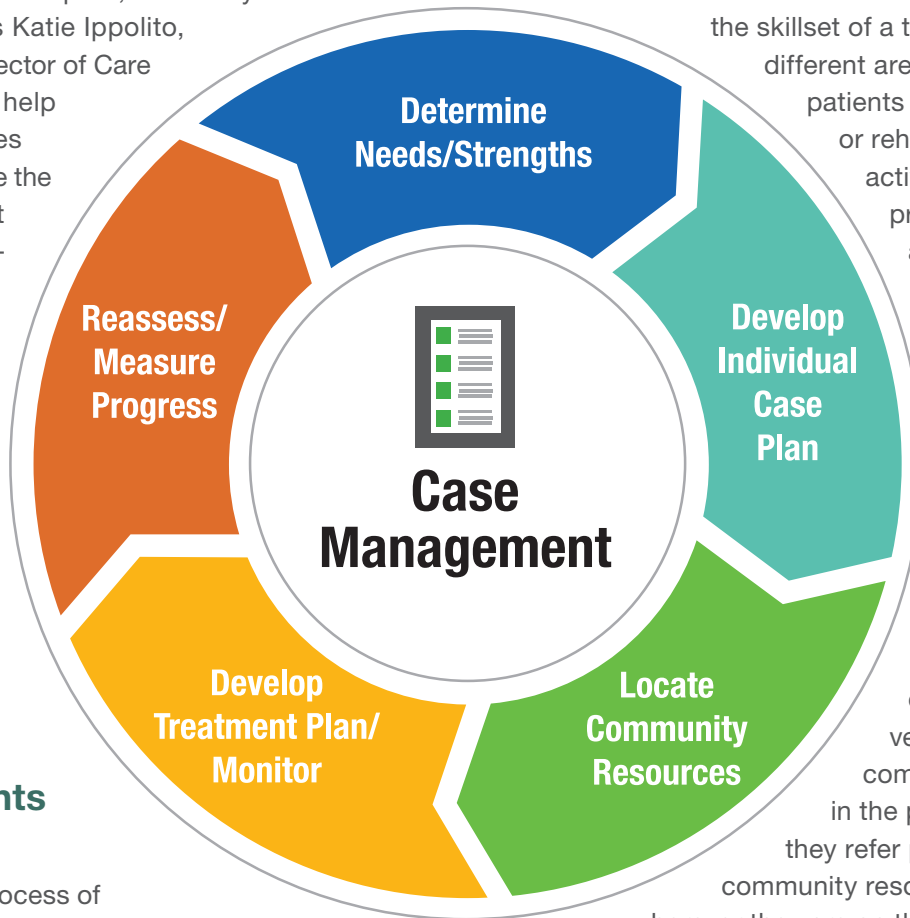 s Katie Ippolito,
ector of Care
help
es
e the
t
-
the skillset of a t
different are
patients
or reh
acti
pr
a
Determine
Needs/Strengths
Develop
Individual
Case
Plan
Locate
Community
Resources
Develop
Treatment Plan/
Monitor
Reassess/
Measure
Progress
Case
Management
nts
ocess of
ve
com
in the p
they refer p
community reso